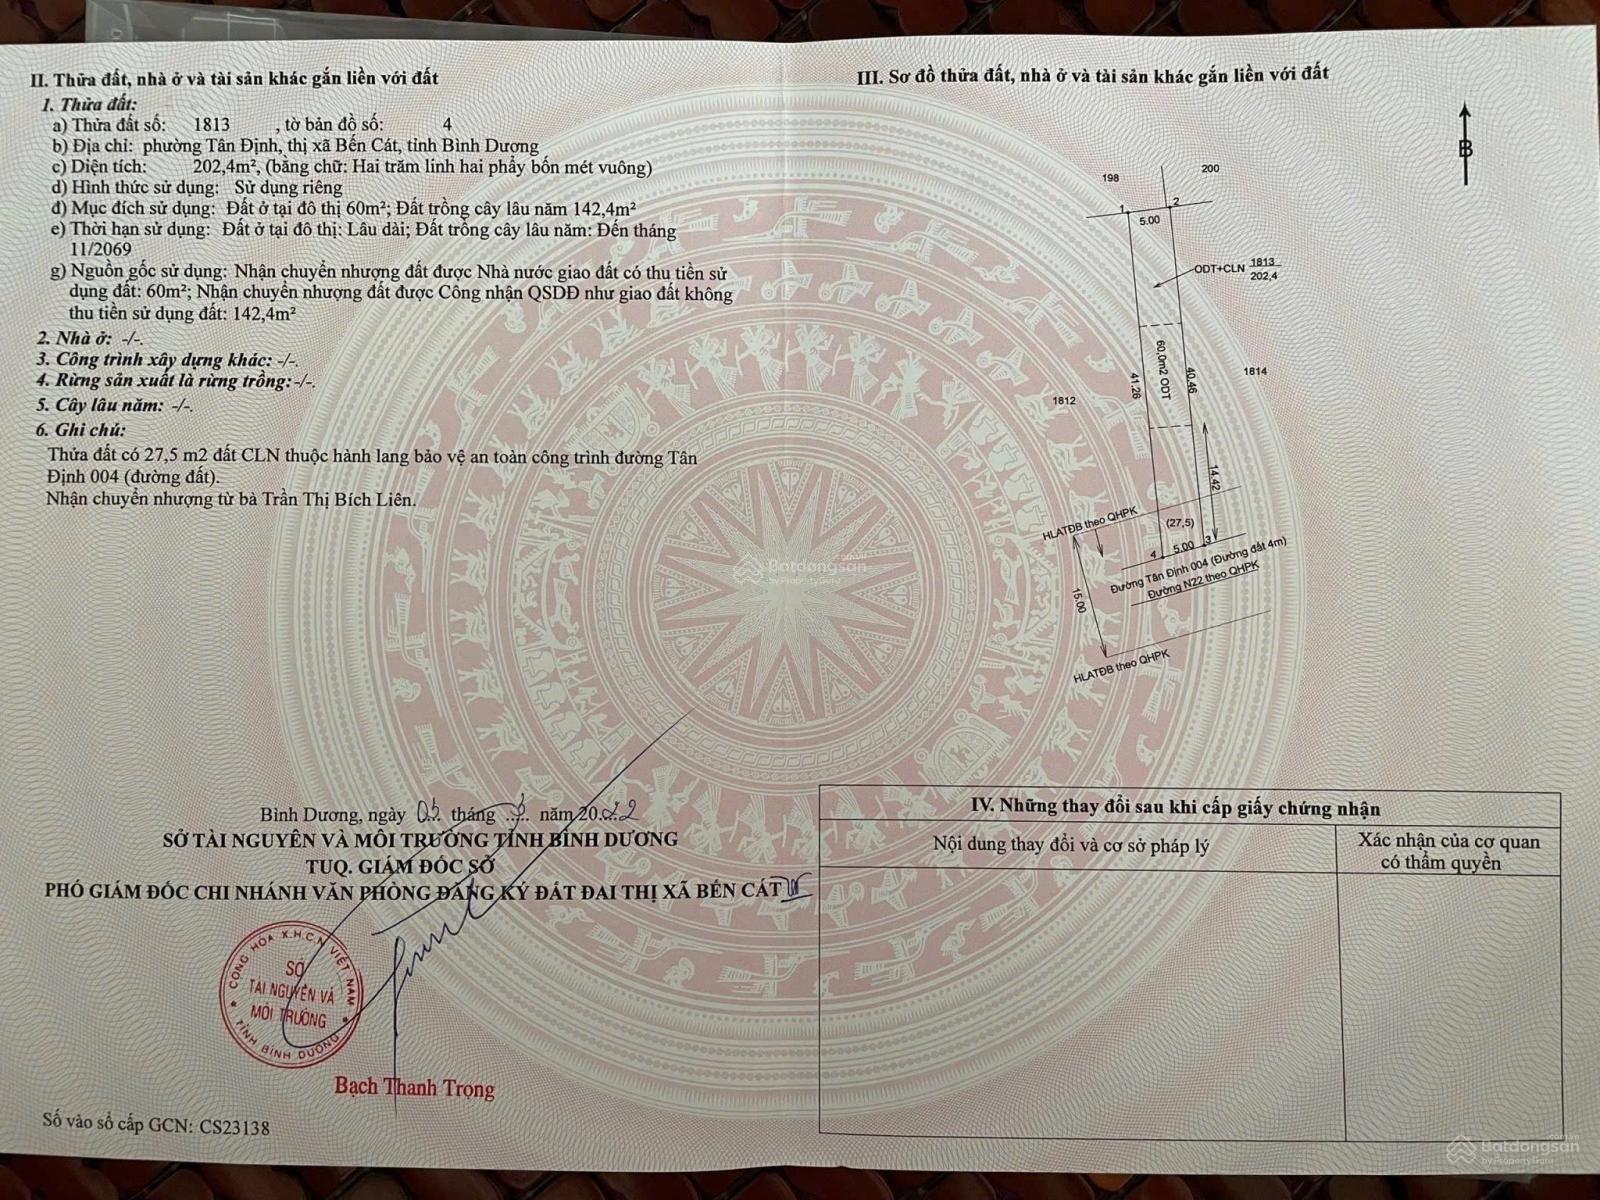 II. Thửa đất, nhà ở và tài sản khác gắn liền với đất
1. Thửa đất:
a) Thửa đất số: 1813 , tờ bản đồ số: 4
b) Địa chỉ: phường Tân Định, thị xã Bến Cát, tỉnh Bình Dương
c) Diện tích: 202,4m², (bằng chữ: Hai trăm linh hai phẩy bốn mét vuông)
d) Hình thức sử dụng: Sử dụng riêng
đ) Mục đích sử dụng: Đất ở tại đô thị 60m²; Đất trồng cây lâu năm 142,4m²
e) Thời hạn sử dụng: Đất ở tại đô thị: Lâu dài; Đất trồng cây lâu năm: Đến tháng
11/2069
g) Nguồn gốc sử dụng: Nhận chuyển nhượng đất được Nhà nước giao đất có thu tiền sử
dụng đất: 60m²; Nhận chuyển nhượng đất được Công nhận QSDĐ như giao đất không
thu tiền sử dụng đất: 142,4m²
2. Nhà ở: -/-.
3. Công trình xây dựng khác: -/-.
4. Rừng sản xuất là rừng trồng: -/-.
5. Cây lâu năm: -/-.
6. Ghi chú:
Thửa đất có 27,5 m2 đất CLN thuộc hành lang bảo vệ an toàn công trình đường Tân
Định 004 (đường đất).
Nhận chuyển nhượng từ bà Trần Thị Bích Liên.
Bình Dương, ngày tháng năm 2022
SỞ TÀI NGUYÊN VÀ MÔI TRƯỜNG TỈNH BÌNH DƯƠNG
TUQ. GIÁM ĐỐC SỞ
PHÓ GIÁM ĐỐC CHI NHÁNH VĂN PHÒNG ĐĂNG KÝ ĐẤT ĐAI THỊ XÃ BẾN CÁT
CỘNG HÒA X.H.C.N VIỆT NAM
SỞ
TÀI NGUYÊN VÀ
MÔI TRƯỜNG
TỈNH BÌNH DƯƠNG
Bạch Thanh Trọng
Số vào sổ cấp GCN: CS23138
III. Sơ đồ thửa đất, nhà ở và tài sản khác gắn liền với đất
B
198
200
1
2
5.00
ODT+CLN 1813
202,4
60,0m2 ODT
41.26
40.46
1814
1812
14.42
HLATĐB theo QHPK
(27,5)
4
5.00
3
Đường Tân Định 004 (Đường đất 4m)
Đường N22 theo QHPK
15.00
HLATĐB theo QHPK
IV. Những thay đổi sau khi cấp giấy chứng nhận
Nội dung thay đổi và cơ sở pháp lý
Xác nhận của cơ quan
có thẩm quyền
Batdongsan
by PropertyGuru
Batdongsan
by PropertyGuru